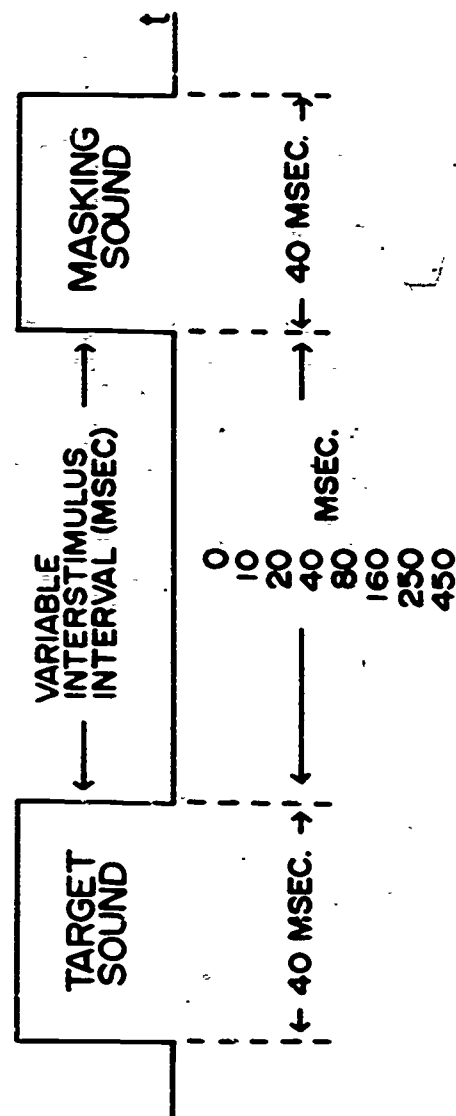 TARGET
SOUND
VARIABLE
INTERSTIMULUS
INTERVAL (MSEC)
MASKING
SOUND
t
40 MSEC.
0
10
20
40
80
160
250
450
MSEC.
40 MSEC.